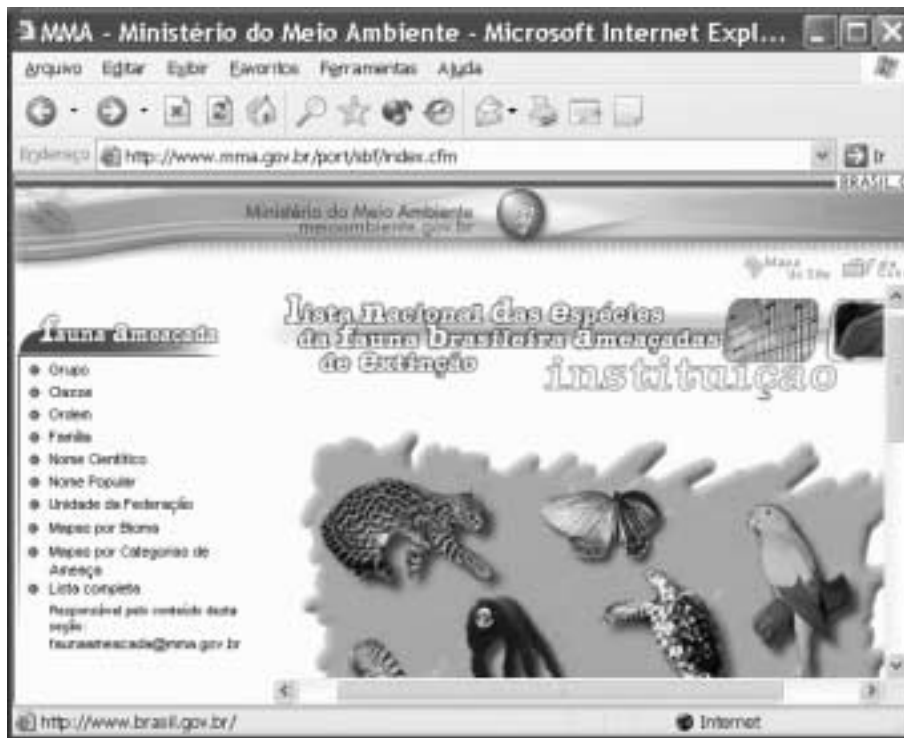 MMA - Ministério do Meio Ambiente - Microsoft Internet Expl...
Arquivo Editar Exibir Favoritos Ferramentas Ajuda
Endereço http://www.mma.gov.br/port/sbf/index.cfm Ir
BRASIL
Ministério do Meio Ambiente
meioambiente.gov.br
Mapa do Site
fauna ameaçada
lista nacional das espécies
da fauna brasileira ameaçadas
de extinção
instituição
Grupo
Classe
Ordem
Família
Nome Científico
Nome Popular
Unidade da Federação
Mapas por Bioma
Mapas por Categorias de
Ameaça
Lista completa
Responsável pelo conteúdo desta
seção:
faunaameacada@mma.gov.br
http://www.brasil.gov.br/ Internet